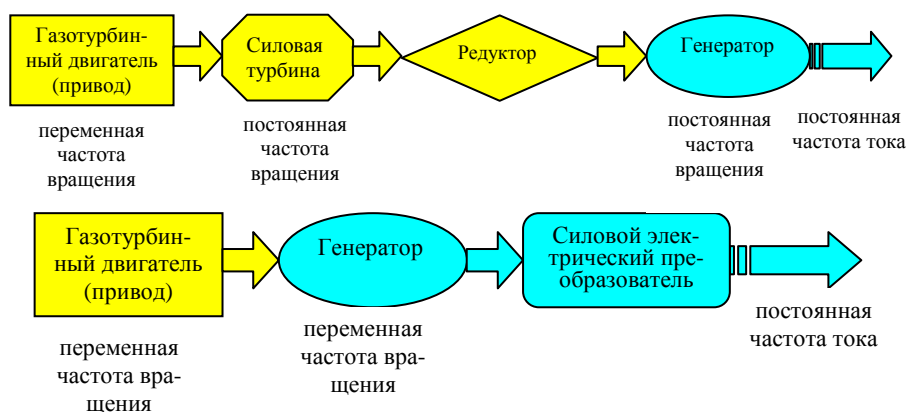 Газотурбин-
ный двигатель
(привод)
Силовая
турбина
Редуктор
Генератор
переменная
частота
вращения
постоянная
частота
вращения
постоянная
частота
вращения
постоянная
частота тока
Газотурбин-
ный двигатель
(привод)
Генератор
Силовой элек-
трический пре-
образователь
переменная
частота вра-
щения
переменная
частота вра-
щения
постоянная
частота тока